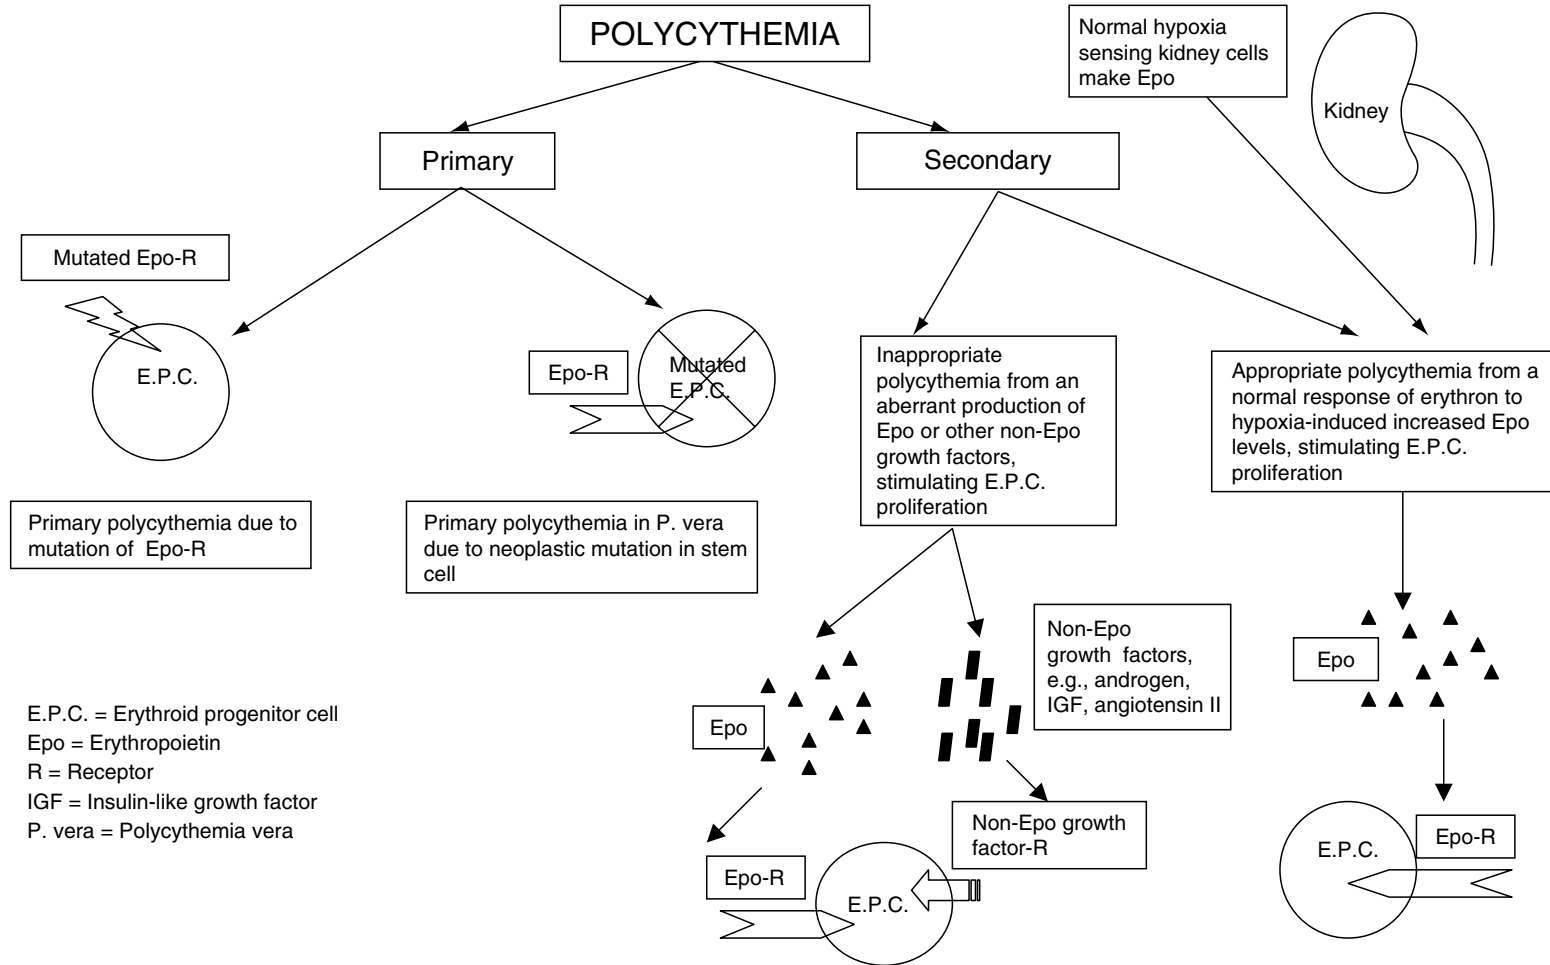 POLYCYTHEMIA
Normal hypoxia
sensing kidney cells
make Epo
Kidney
Primary
Secondary
Mutated Epo-R
E.P.C.
Epo-R
Mutated
E.P.C.
Inappropriate
polycythemia from an
aberrant production of
Epo or other non-Epo
growth factors,
stimulating E.P.C.
proliferation
Appropriate polycythemia from a
normal response of erythron to
hypoxia-induced increased Epo
levels, stimulating E.P.C.
proliferation
Primary polycythemia due to
mutation of Epo-R
Primary polycythemia in P. vera
due to neoplastic mutation in stem
cell
Non-Epo
growth factors,
e.g., androgen,
IGF, angiotensin II
Epo
Epo
E.P.C. = Erythroid progenitor cell
Epo = Erythropoietin
R = Receptor
IGF = Insulin-like growth factor
P. vera = Polycythemia vera
Non-Epo growth
factor-R
Epo-R
E.P.C.
E.P.C.
Epo-R